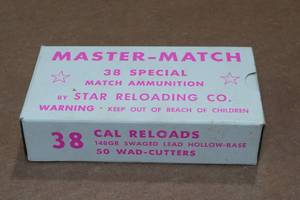 MASTER-MATCH
38 SPECIAL
MATCH AMMUNITION
BY STAR RELOADING CO.
WARNING • KEEP OUT OF REACH OF CHILDREN
38 CAL RELOADS
148GR SWAGED LEAD HOLLOW-BASE
50 WAD-CUTTERS